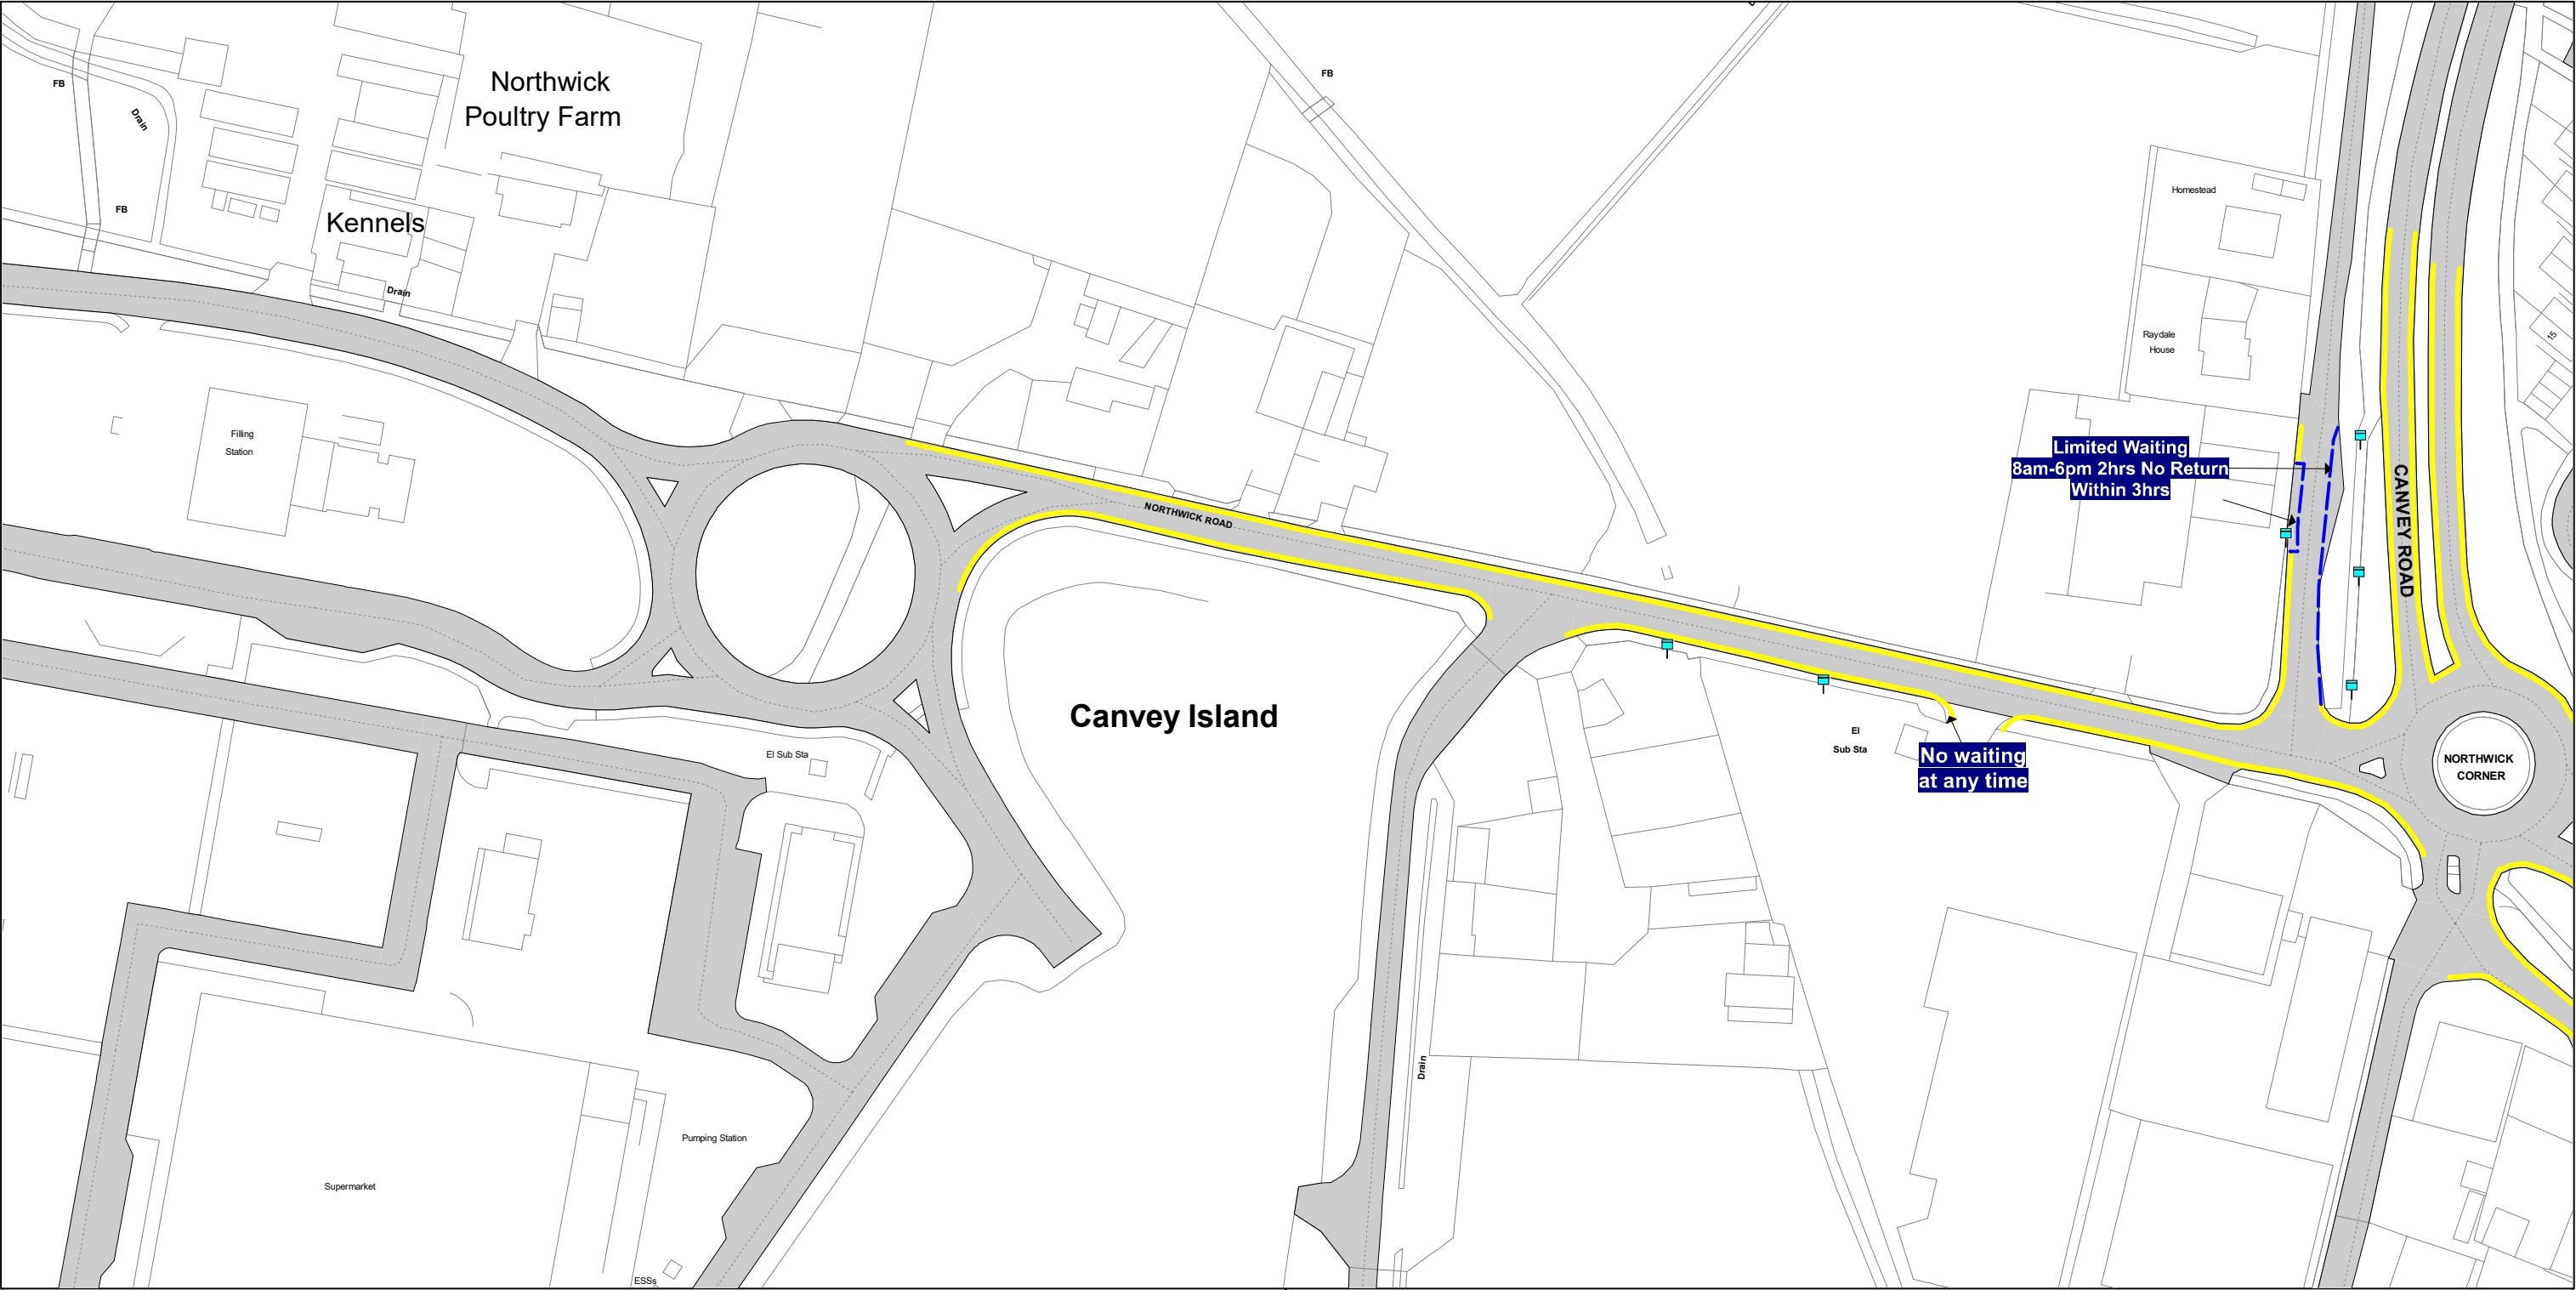 Northwick
Poultry Farm
FB
Drain
FB
Kennels
Drain
FB
Homestead
Raydale
House
15
Filling
Station
Limited Waiting
8am-6pm 2hrs No Return
Within 3hrs
CANVEY ROAD
NORTHWICK ROAD
Canvey Island
El Sub Sta
El
Sub Sta
No waiting
at any time
NORTHWICK
CORNER
Drain
Pumping Station
Supermarket
ESSs